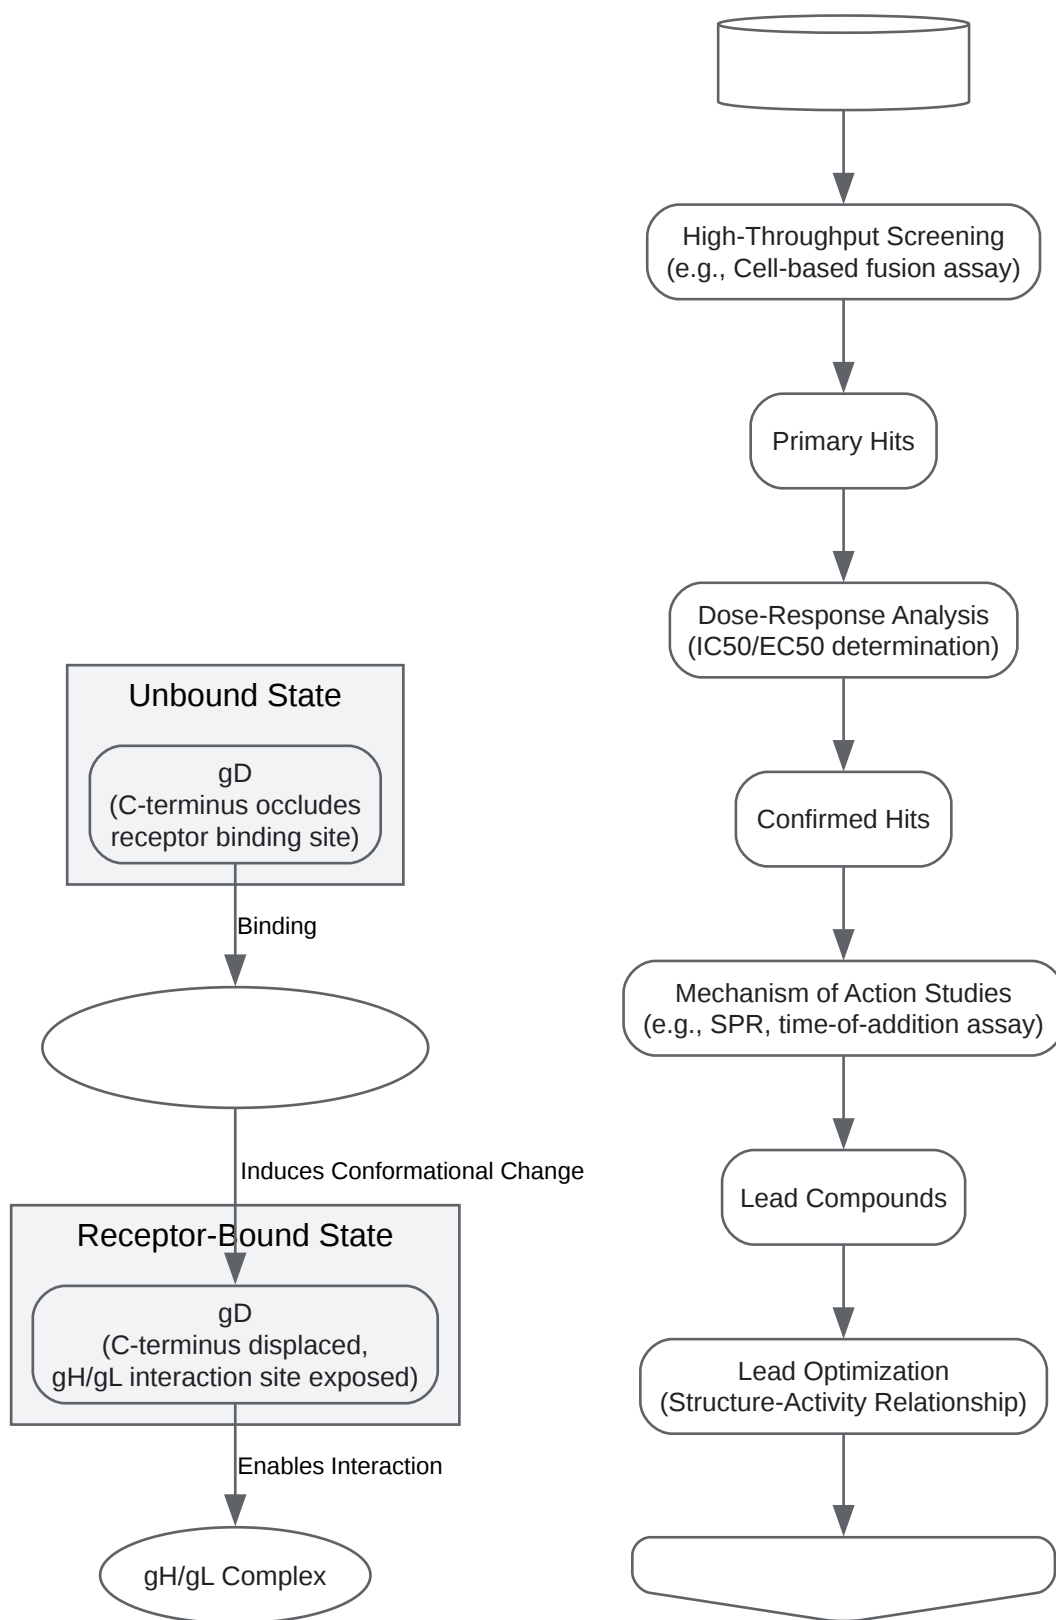 High-Throughput Screening
(e.g., Cell-based fusion assay)
Primary Hits
Dose-Response Analysis
(IC50/EC50 determination)
Confirmed Hits
Mechanism of Action Studies
(e.g., SPR, time-of-addition assay)
Lead Compounds
Lead Optimization
(Structure-Activity Relationship)
Unbound State
gD
(C-terminus occludes
receptor binding site)
Binding
Induces Conformational Change
Receptor-Bound State
gD
(C-terminus displaced,
gH/gL interaction site exposed)
Enables Interaction
gH/gL Complex